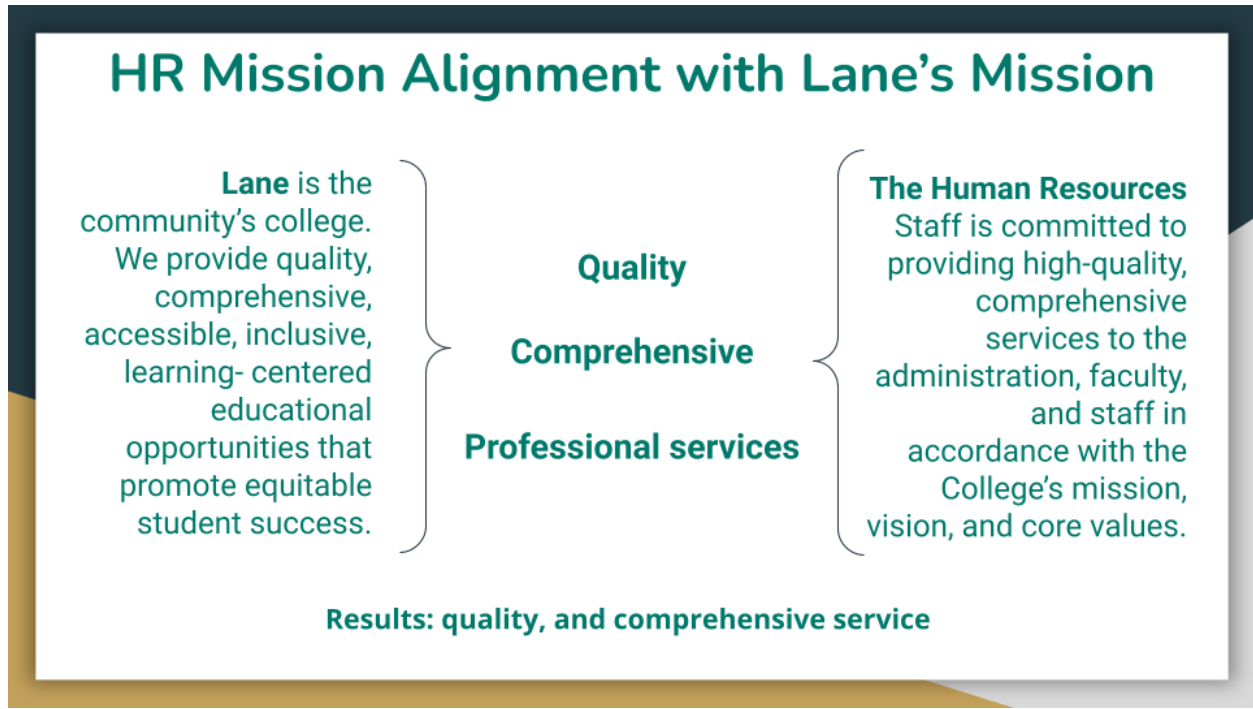 HR Mission Alignment with Lane’s Mission
Lane is the
community’s college.
We provide quality,
comprehensive,
accessible, inclusive,
learning- centered
educational
opportunities that
promote equitable
student success.
Quality
Comprehensive
Professional services
The Human Resources
Staff is committed to
providing high-quality,
comprehensive
services to the
administration, faculty,
and staff in
accordance with the
College’s mission,
vision, and core values.
Results: quality, and comprehensive service